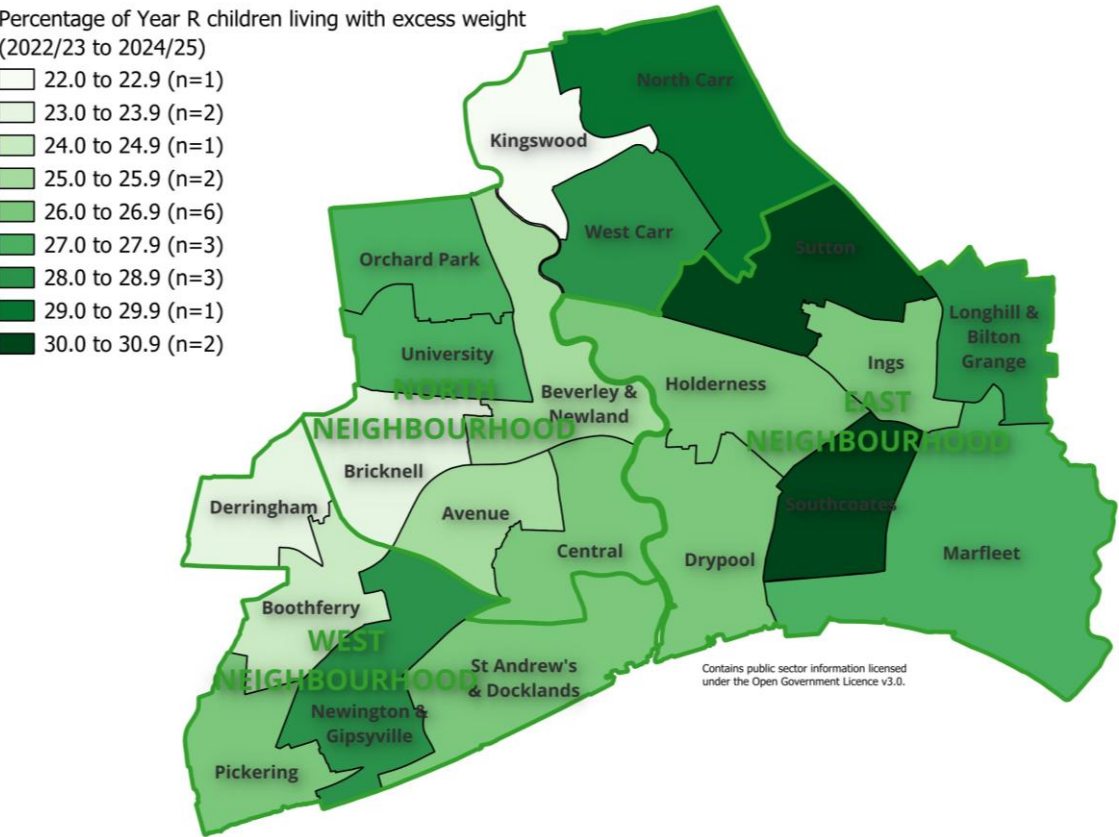 Percentage of Year R children living with excess weight
(2022/23 to 2024/25)
22.0 to 22.9 (n=1)
23.0 to 23.9 (n=2)
24.0 to 24.9 (n=1)
25.0 to 25.9 (n=2)
26.0 to 26.9 (n=6)
27.0 to 27.9 (n=3)
28.0 to 28.9 (n=3)
29.0 to 29.9 (n=1)
30.0 to 30.9 (n=2)
North Carr
Kingswood
West Carr
Sutton
Orchard Park
Longhill &
Bilton
Grange
University
Ings
Holderness
NORTH
NEIGHBOURHOOD
Beverley &
Newland
EAST
NEIGHBOURHOOD
Bricknell
Derringham
Avenue
Southcoates
Central
Drypool
Marfleet
Boothferry
WEST
NEIGHBOURHOOD
St Andrew's
& Docklands
Newington &
Gipsyville
Pickering
Contains public sector information licensed
under the Open Government Licence v3.0.